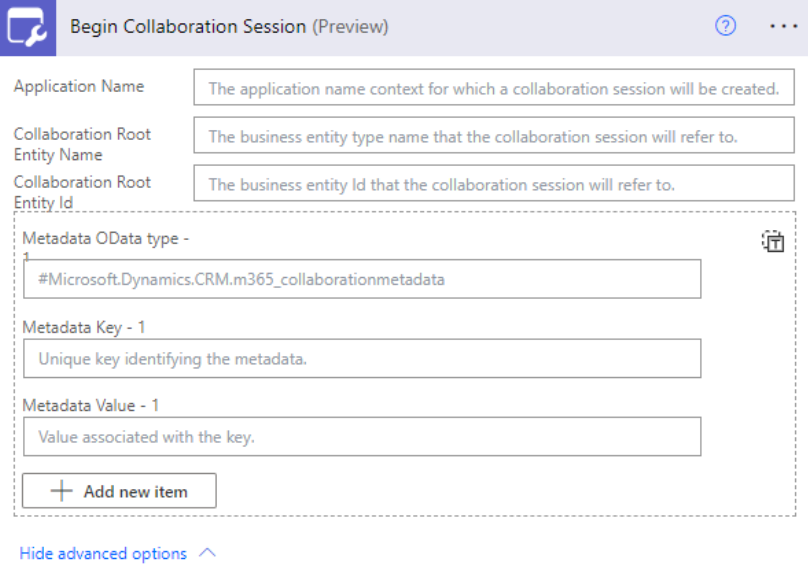 Begin Collaboration Session (Preview)
Application Name
The application name context for which a collaboration session will be created.
Collaboration Root
Entity Name
The business entity type name that the collaboration session will refer to.
Collaboration Root
Entity Id
The business entity Id that the collaboration session will refer to.
Metadata OData type -
1
#Microsoft.Dynamics.CRM.m365_collaborationmetadata
Metadata Key - 1
Unique key identifying the metadata.
Metadata Value - 1
Value associated with the key.
Add new item
Hide advanced options